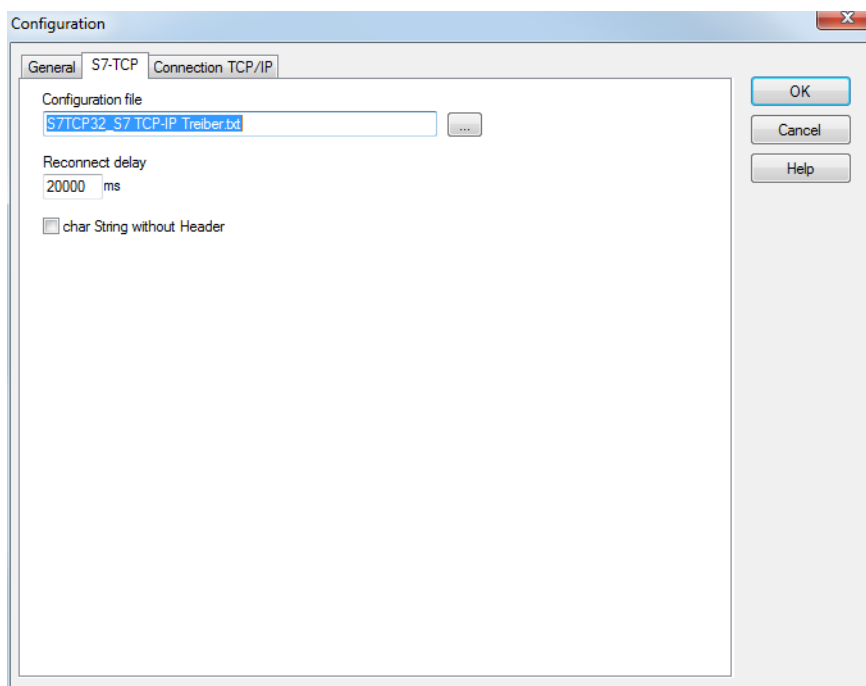 Configuration
X
General S7-TCP Connection TCP/IP
Configuration file
S7TCP32_S7 TCP-IP Treiber.txt
...
Reconnect delay
20000 ms
char String without Header
OK
Cancel
Help